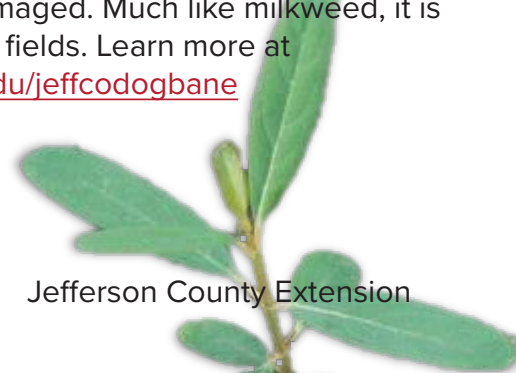 maged. Much like milkweed, it is
fields. Learn more at
du/jeffcodogbane
Jefferson County Extension